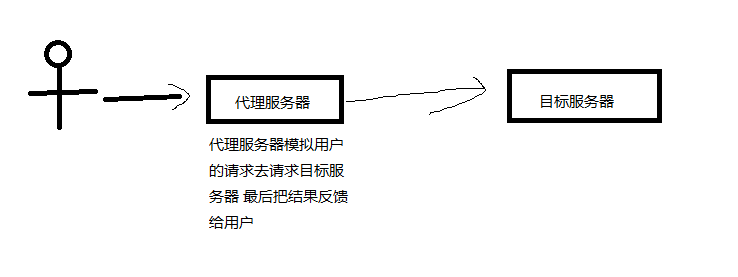 代理服务器
目标服务器
代理服务器模拟用户
的请求去请求目标服
务器 最后把结果反馈
给用户